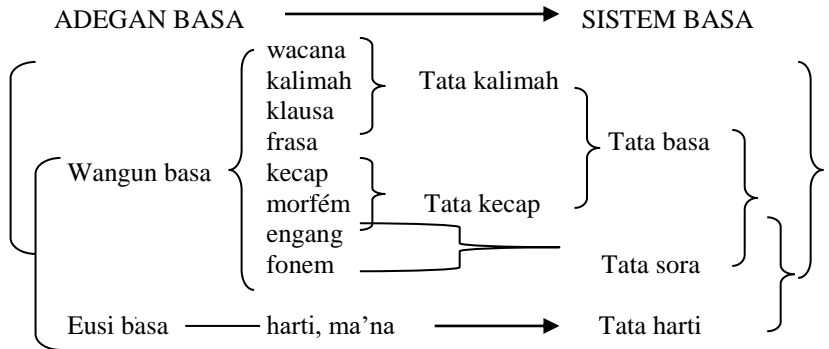 ADEGAN BASA SISTEM BASA
wacana
kalimah Tata kalimah
klausa
frasa Tata basa
Wangun basa kecap
morfém Tata kecap
engang
fonem Tata sora
Eusi basa harti, ma'na Tata harti